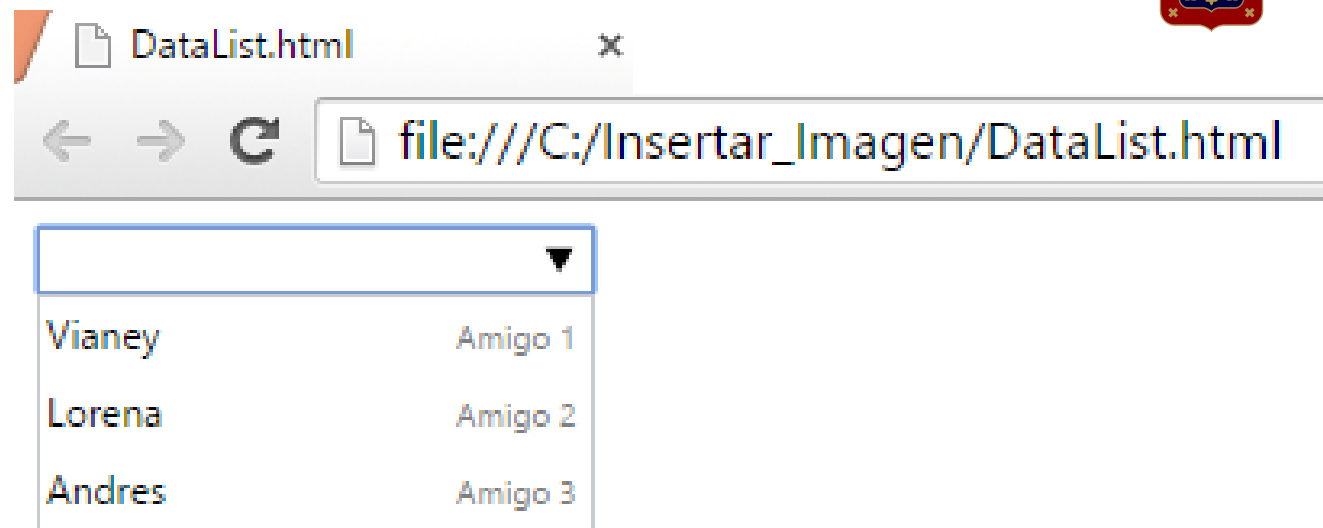 DataList.html
file:///C:/Insertar_Imagen/DataList.html
Vianey Amigo 1
Lorena Amigo 2
Andres Amigo 3